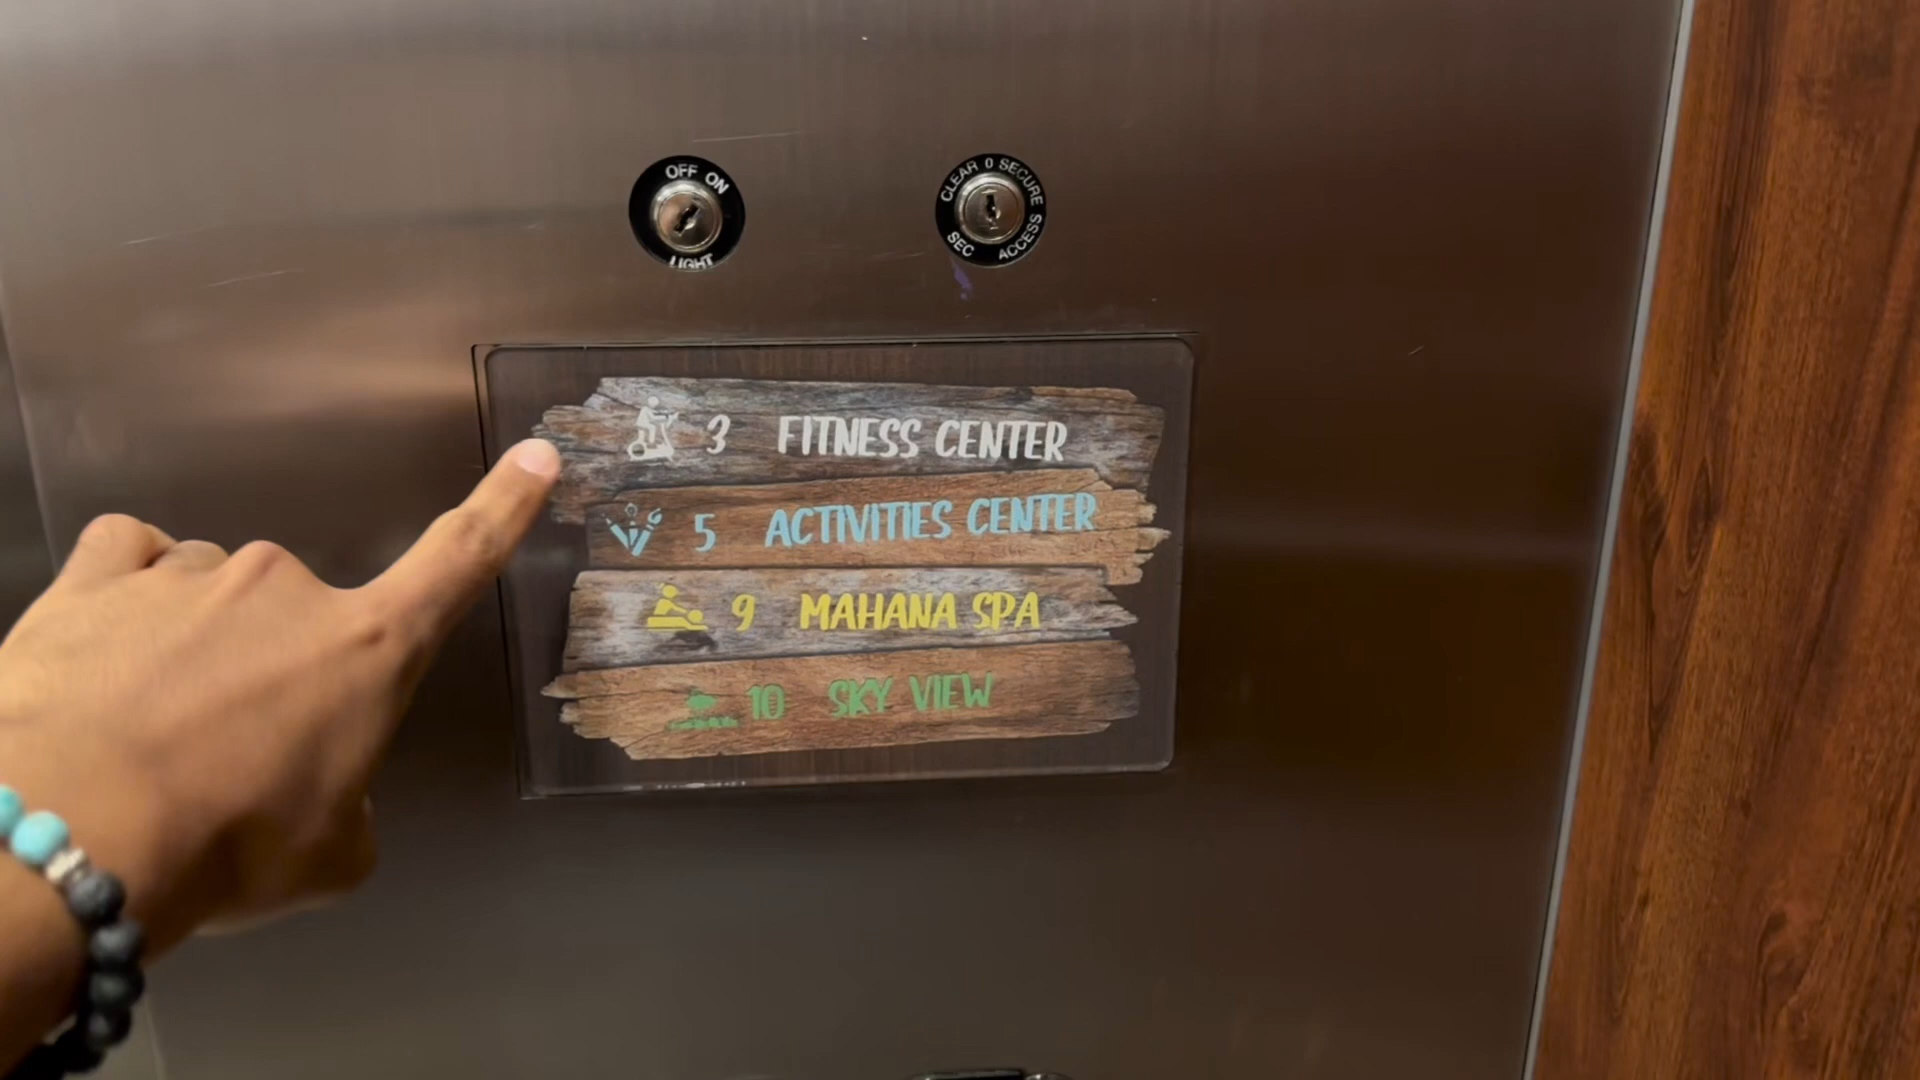 OFF ON
LIGHT
CLEAR 0 SECURE
SEC ACCESS
3 FITNESS CENTER
5 ACTIVITIES CENTER
9 MAHANA SPA
10 SKY VIEW